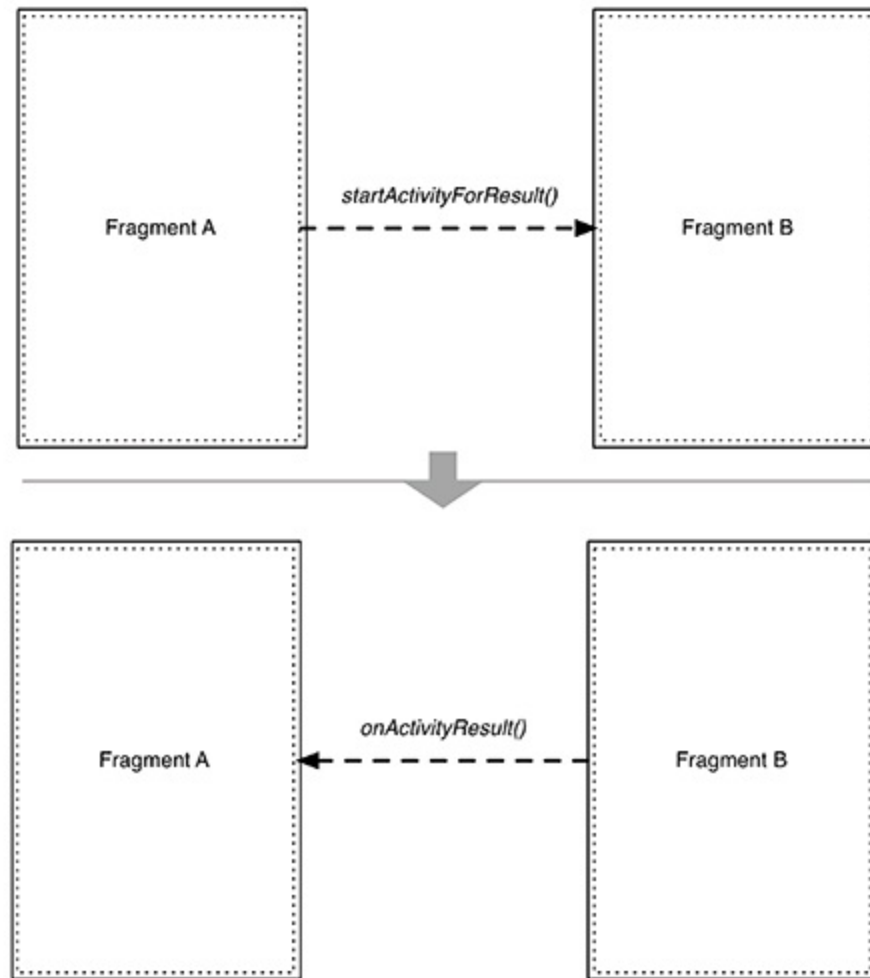 startActivityForResult()
Fragment A
Fragment B
onActivityResult()
Fragment A
Fragment B